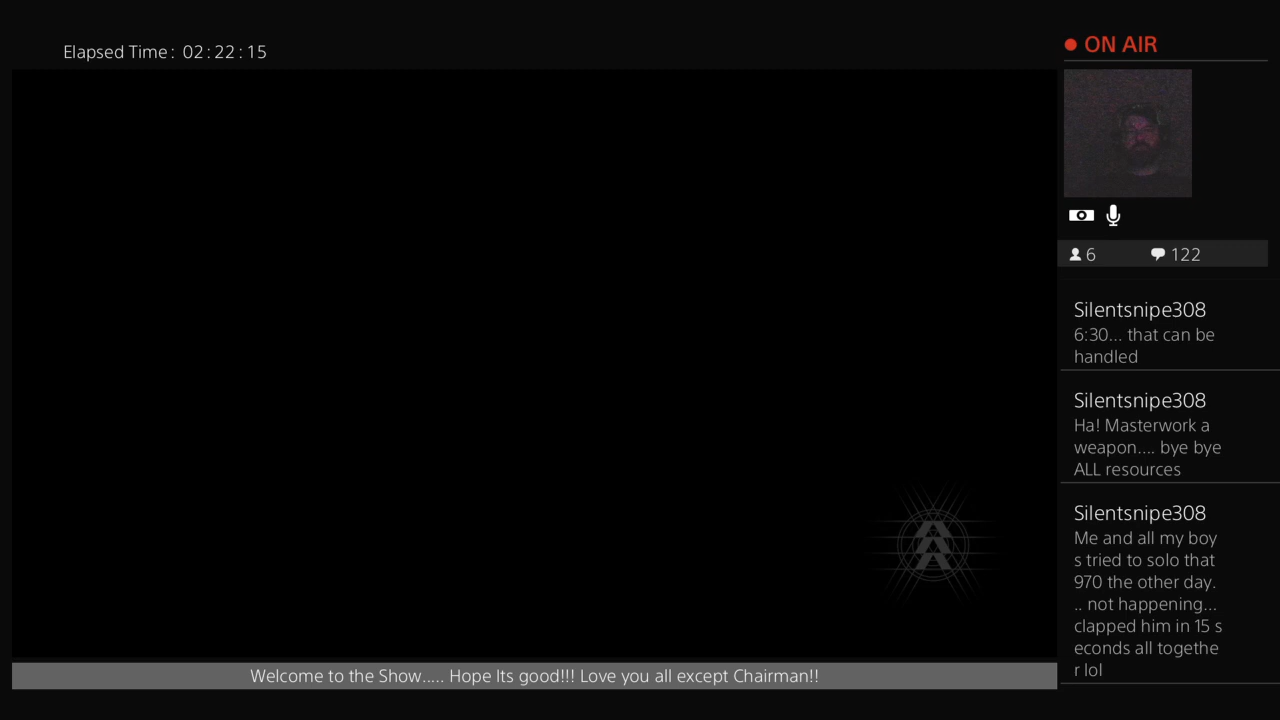 Elapsed Time: 02:22:15
ON AIR
6
122
Silentsnipe308
6:30... that can be
handled
Silentsnipe308
Ha! Masterwork a
weapon.... bye bye
ALL resources
Silentsnipe308
Me and all my boy
s tried to solo that
970 the other day.
.. not happening...
clapped him in 15 s
econds all togethe
r lol
Welcome to the Show..... Hope Its good!!! Love you all except Chairman!!